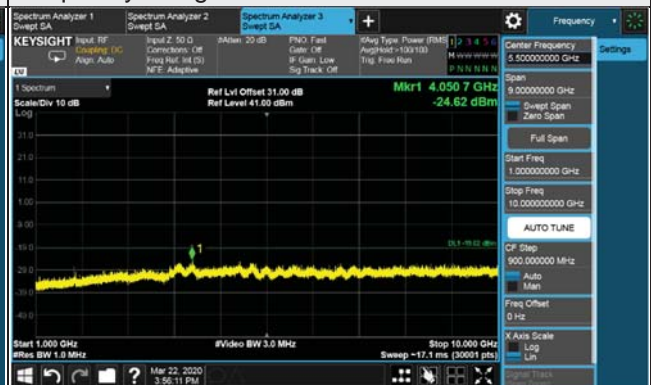 Spectrum Analyzer 1
Swept SA
Spectrum Analyzer 2
Swept SA
Spectrum Analyzer 3
Swept SA
+
Frequency
KEYSIGHT
Input: RF
Coupling: DC
Align: Auto
Input Z: 50 Ω
Corrections: Off
Freq Ref: Int (S)
NFE: Adaptive
#Atten: 20 dB
PNO: Fast
Gate: Off
IF Gain: Low
Sig Track: Off
#Avg Type: Power (RMS)
Avg|Hold:>100/100
Trig: Free Run
1 2 3 4 5 6
M W W W W W
P N N N N N
LV
1 Spectrum
Scale/Div 10 dB
Log
Ref Lvl Offset 31.00 dB
Ref Level 41.00 dBm
Mkr1 4.050 7 GHz
-24.62 dBm
31.0
21.0
11.0
1.00
-9.00
-19.0
-29.0
-39.0
-49.0
1
Start 1.000 GHz
#Res BW 1.0 MHz
#Video BW 3.0 MHz
Stop 10.000 GHz
Sweep ~17.1 ms (30001 pts)
Center Frequency
5.500000000 GHz
Span
9.00000000 GHz
Swept Span
Zero Span
Full Span
Start Freq
1.000000000 GHz
Stop Freq
10.000000000 GHz
AUTO TUNE
CF Step
900.000000 MHz
Auto
Man
Freq Offset
0 Hz
X Axis Scale
Log
Lin
Signal Track
Settings
?
Mar 22, 2020
3:56:11 PM